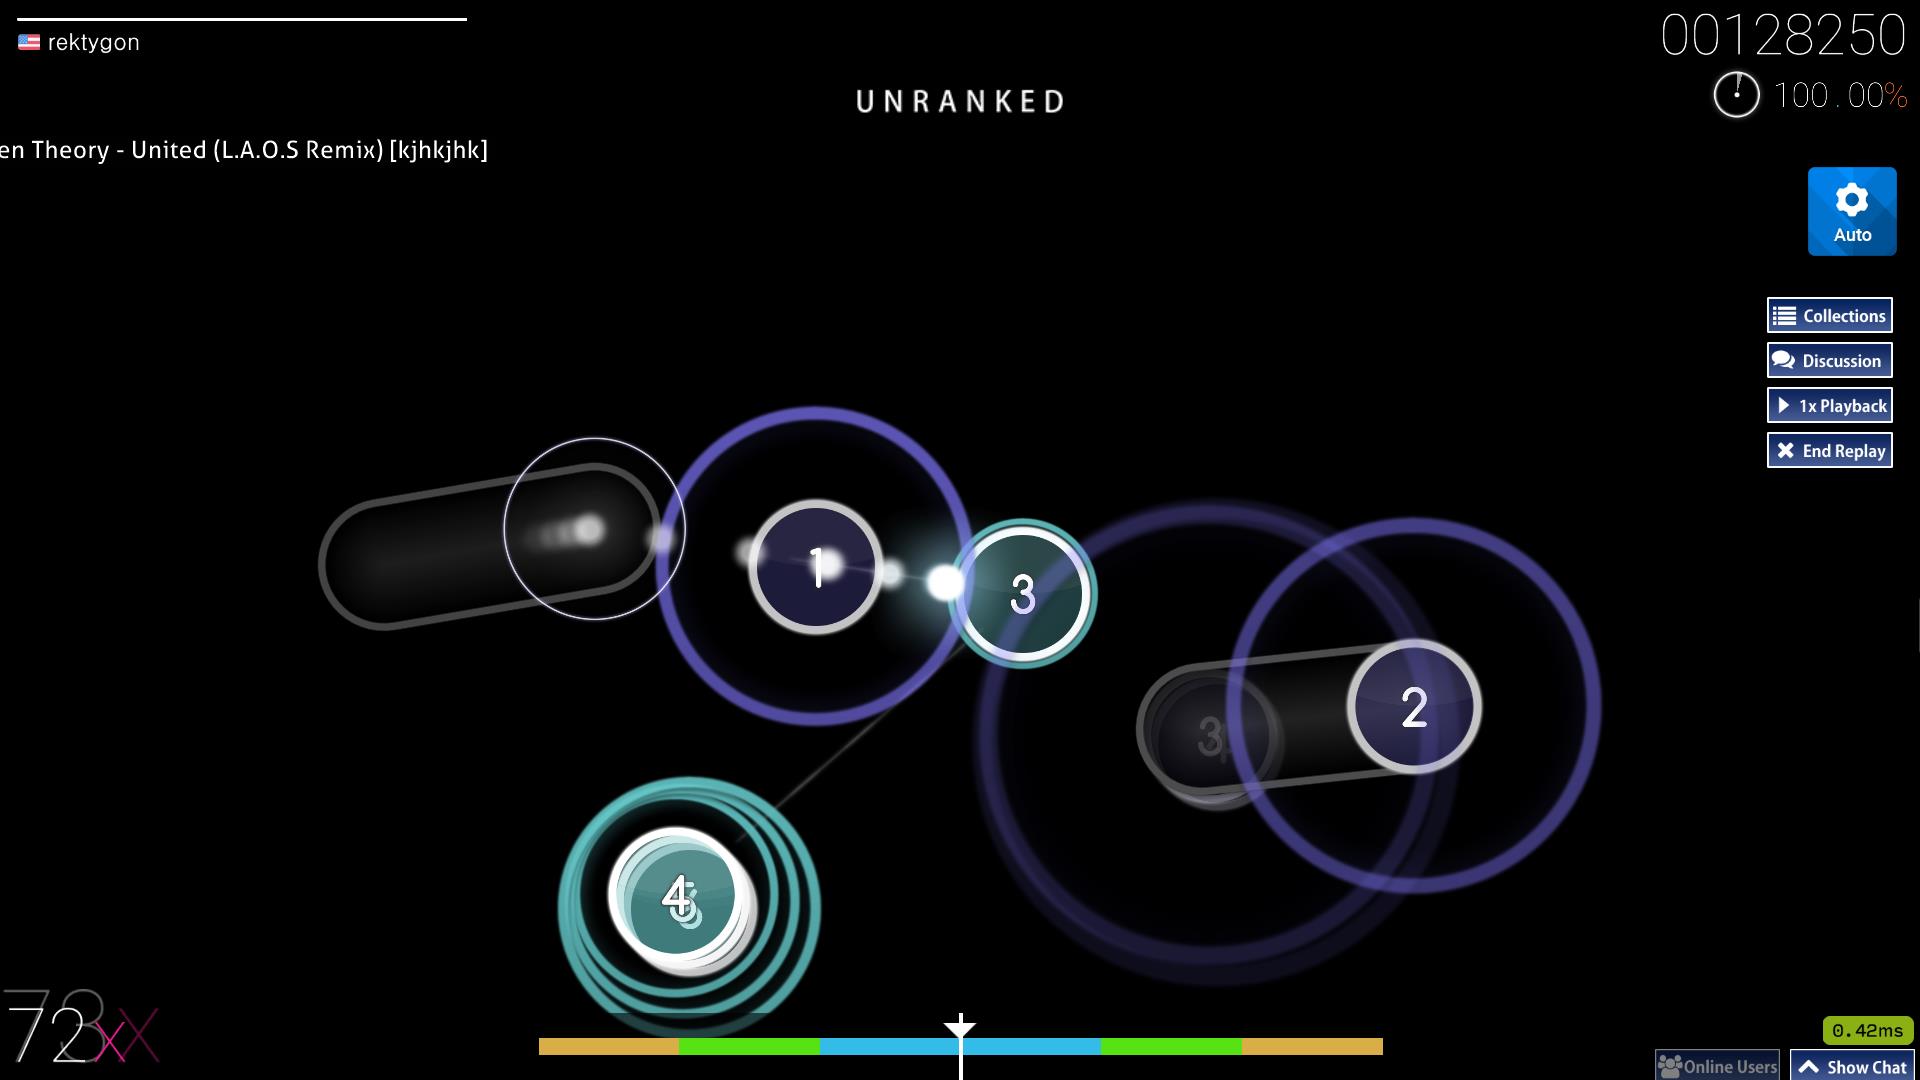 rektygon
00128250
100.00%
UNRANKED
en Theory - United (L.A.O.S Remix) [kjhkjhk]
Auto
Collections
Discussion
1x Playback
End Replay
1
3
2
3
4
72x
0.42ms
Online Users
Show Chat